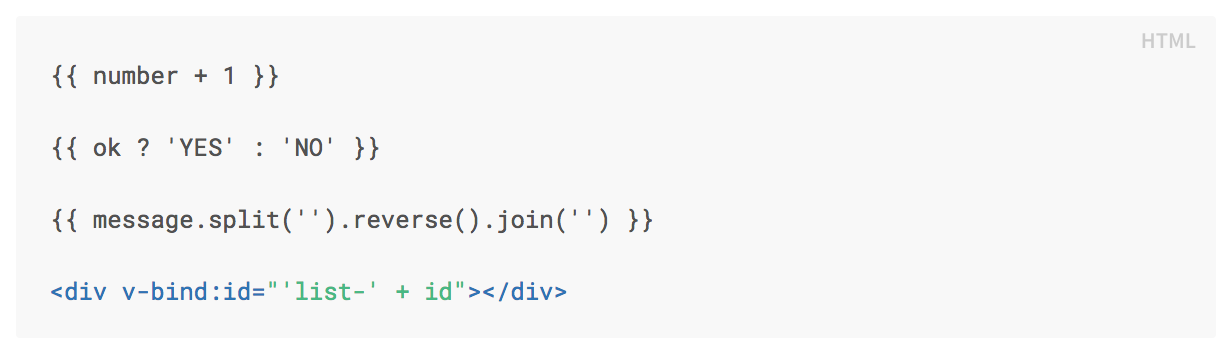 HTML
{{ number + 1 }}
{{ ok ? 'YES' : 'NO' }}
{{ message.split('').reverse().join('') }}
<div v-bind:id="'list-' + id"></div>